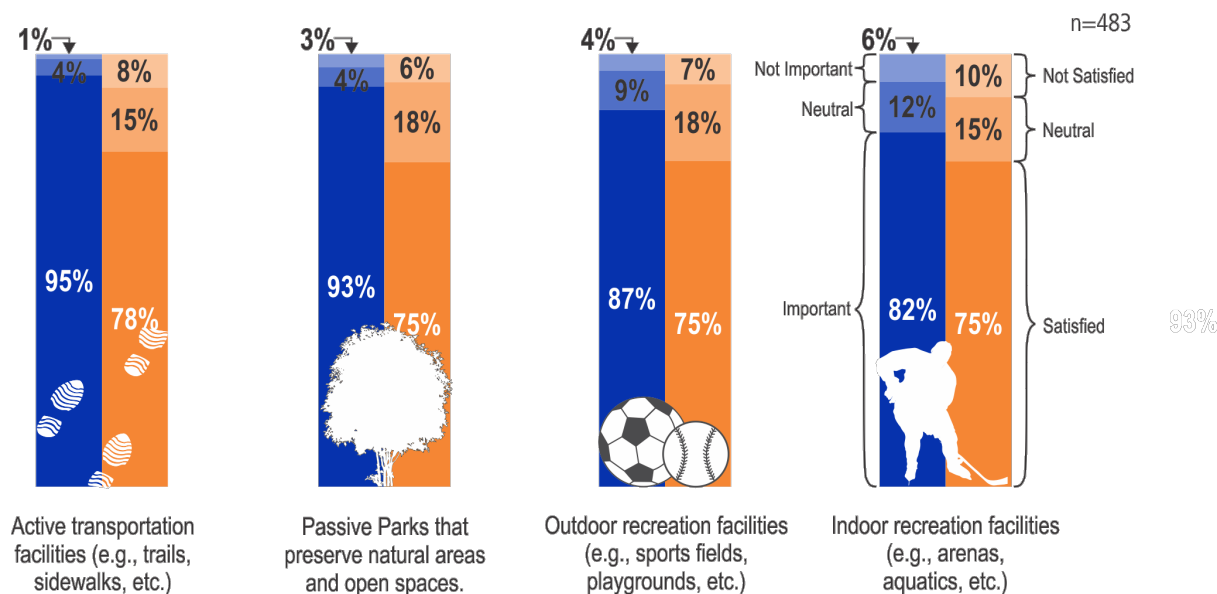 n=483
1%
4%
8%
15%
95%
78%
Active transportation
facilities (e.g., trails,
sidewalks, etc.)
3%
4%
6%
18%
93%
75%
Passive Parks that
preserve natural areas
and open spaces.
4%
9%
7%
18%
87%
75%
Outdoor recreation facilities
(e.g., sports fields,
playgrounds, etc.)
6%
Not Important
Neutral
Important
12%
10%
15%
82%
75%
Not Satisfied
Neutral
Satisfied
93%
Indoor recreation facilities
(e.g., arenas,
aquatics, etc.)